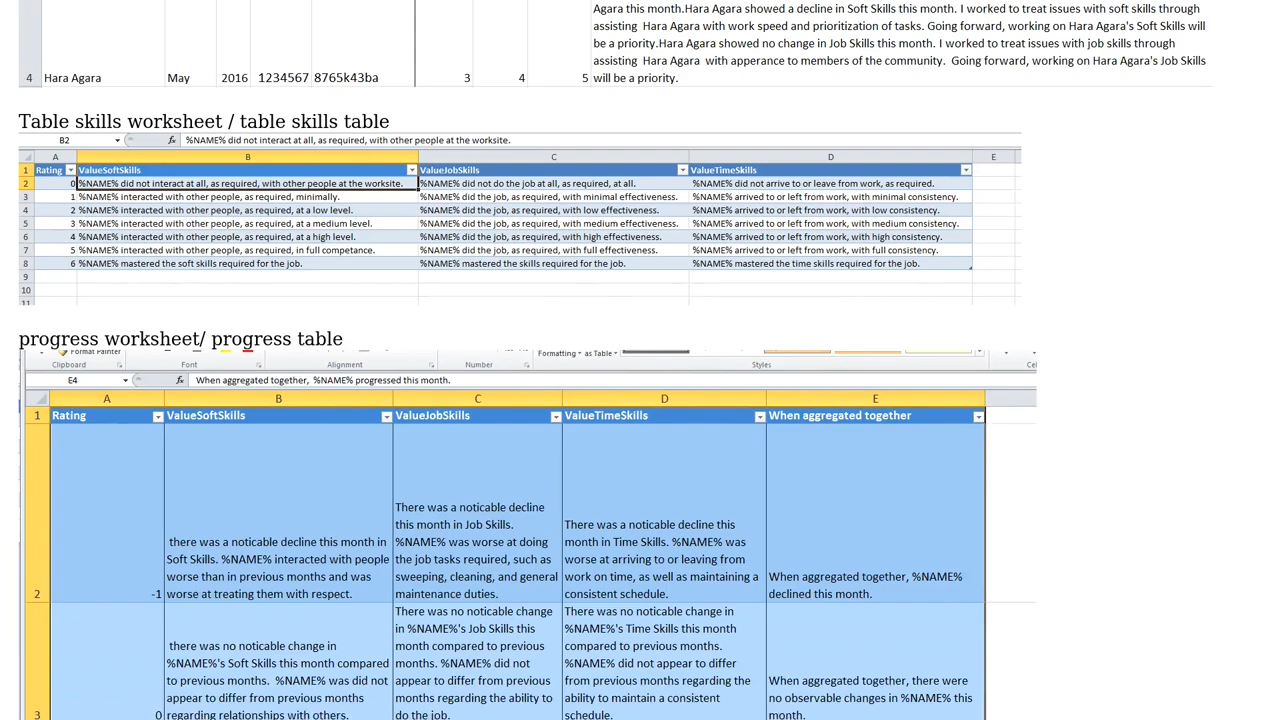 Agara this month.Hara Agara showed a decline in Soft Skills this month. I worked to treat issues with soft skills through
assisting  Hara Agara with work speed and prioritization of tasks. Going forward, working on Hara Agara's Soft Skills will
be a priority.Hara Agara showed no change in Job Skills this month. I worked to treat issues with job skills through
assisting  Hara Agara  with apperance to members of the community.  Going forward, working on Hara Agara's Job Skills
4 Hara Agara May 2016 1234567 8765k43ba 3 4 5 will be a priority.
Table skills worksheet / table skills table
B2 fx %NAME% did not interact at all, as required, with other people at the worksite.
A B C D E
1 Rating ValueSoftSkills ValueJobSkills ValueTimeSkills
2 0 %NAME% did not interact at all, as required, with other people at the worksite. %NAME% did not do the job at all, as required, at all. %NAME% did not arrive to or leave from work, as required.
3 1 %NAME% interacted with other people, as required, minimally. %NAME% did the job, as required, with minimal effectiveness. %NAME% arrived to or left from work, with minimal consistency.
4 2 %NAME% interacted with other people, as required, at a low level. %NAME% did the job, as required, with low effectiveness. %NAME% arrived to or left from work, with low consistency.
5 3 %NAME% interacted with other people, as required, at a medium level. %NAME% did the job, as required, with medium effectiveness. %NAME% arrived to or left from work, with medium consistency.
6 4 %NAME% interacted with other people, as required, at a high level. %NAME% did the job, as required, with high effectiveness. %NAME% arrived to or left from work, with high consistency.
7 5 %NAME% interacted with other people, as required, in full competance. %NAME% did the job, as required, with full effectiveness. %NAME% arrived to or left from work, with full consistency.
8 6 %NAME% mastered the soft skills required for the job. %NAME% mastered the skills required for the job. %NAME% mastered the time skills required for the job.
9
10
11
progress worksheet/ progress table
Format Painter Formatting as Table
Clipboard Font Alignment Number Styles Cel
E4 fx When aggregated together,  %NAME% progressed this month.
A B C D E
1 Rating ValueSoftSkills ValueJobSkills ValueTimeSkills When aggregated together
2 -1
there was a noticable decline this month in
Soft Skills. %NAME% interacted with people
worse than in previous months and was
worse at treating them with respect.
There was a noticable decline
this month in Job Skills.
%NAME% was worse at doing
the job tasks required, such as
sweeping, cleaning, and general
maintenance duties.
There was a noticable decline this
month in Time Skills. %NAME% was
worse at arriving to or leaving from
work on time, as well as maintaining a
consistent schedule.
When aggregated together, %NAME%
declined this month.
3 0
there was no noticable change in
%NAME%'s Soft Skills this month compared
to previous months.  %NAME% was did not
appear to differ from previous months
regarding relationships with others.
There was no noticable change
in %NAME%'s Job Skills this
month compared to previous
months. %NAME% did not
appear to differ from previous
months regarding the ability to
do the job.
There was no noticable change in
%NAME%'s Time Skills this month
compared to previous months.
%NAME% did not appear to differ
from previous months regarding the
ability to maintain a consistent
schedule.
When aggregated together, there were
no observable changes in %NAME% this
month.